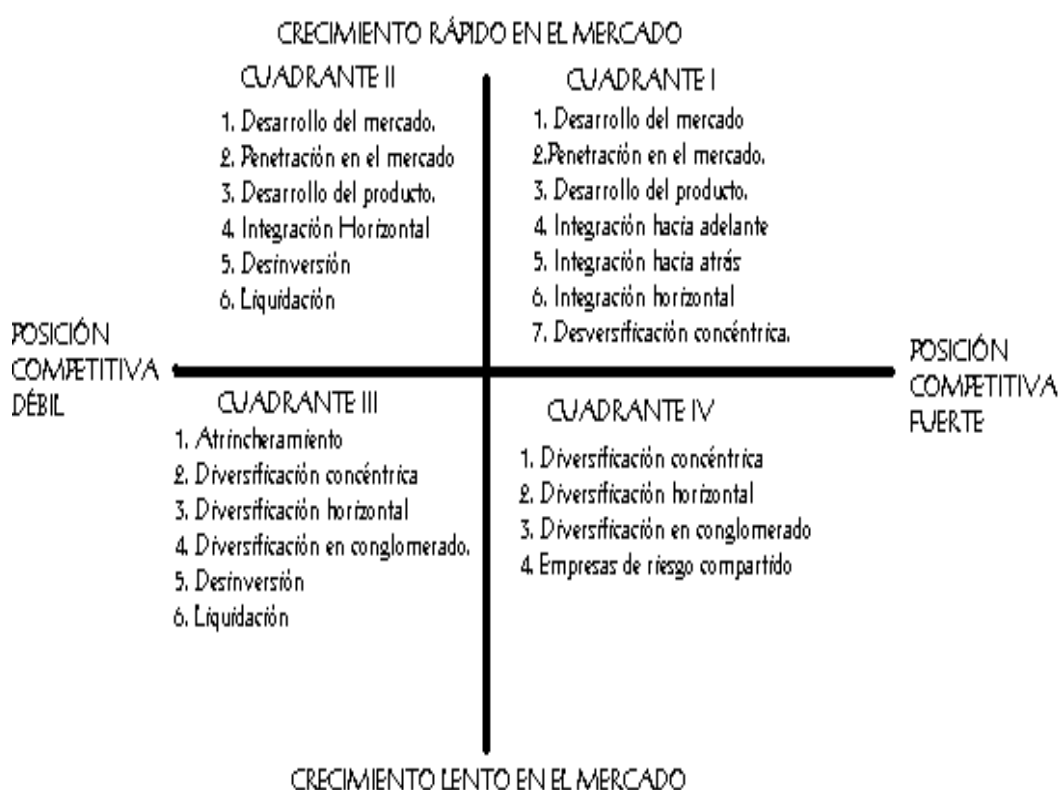 CRECIMIENTO RÁPIDO EN EL MERCADO
CUADRANTE II
1. Desarrollo del mercado.
2. Penetración en el mercado
3. Desarrollo del producto.
4. Integración Horizontal
5. Desinversión
6. Liquidación
CUADRANTE I
1. Desarrollo del mercado
2.Penetración en el mercado.
3. Desarrollo del producto.
4. Integración hacia adelante
5. Integración hacia atrás
6. Integración horizontal
7. Desversificación concéntrica.
POSICIÓN
COMPETITIVA
DÉBIL
POSICIÓN
COMPETITIVA
FUERTE
CUADRANTE III
1. Atrincheramiento
2. Diversificación concéntrica
3. Diversificación horizontal
4. Diversificación en conglomerado.
5. Desinversión
6. Liquidación
CUADRANTE IV
1. Diversificación concéntrica
2. Diversificación horizontal
3. Diversificación en conglomerado
4. Empresas de riesgo compartido
CRECIMIENTO LENTO EN EL MERCADO